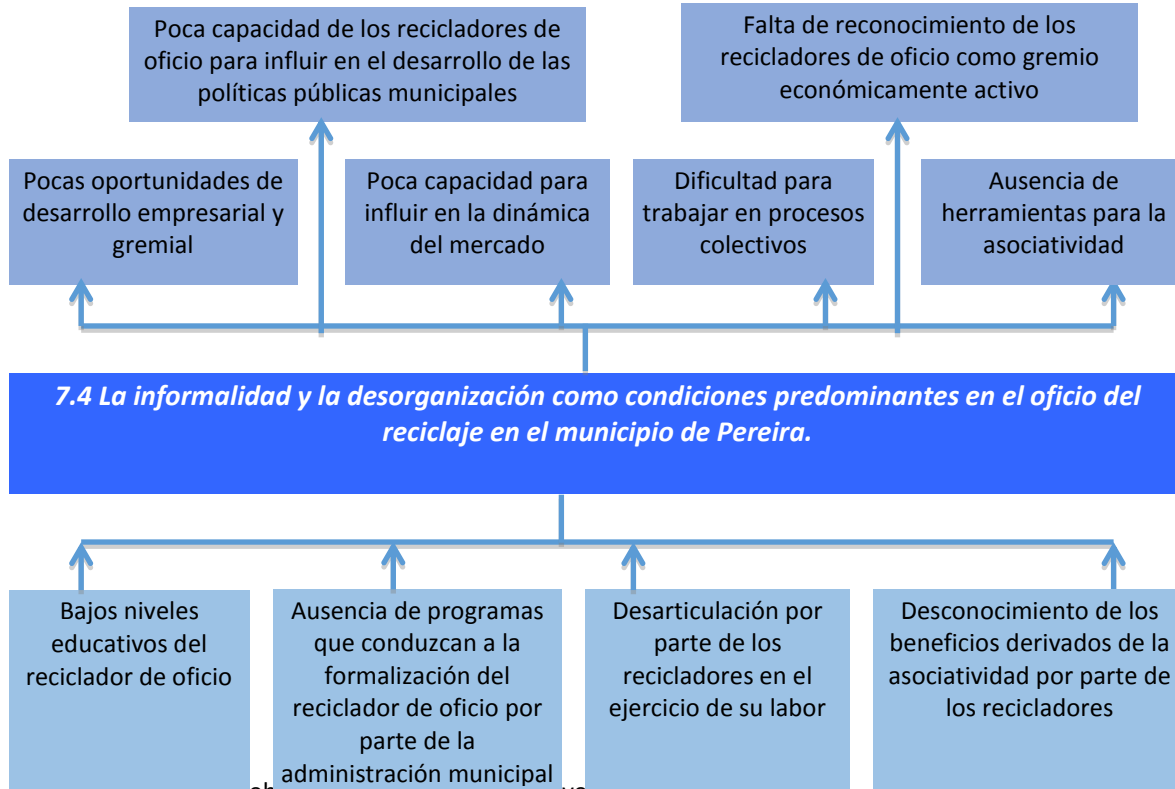 Poca capacidad de los recicladores de
oficio para influir en el desarrollo de las
políticas públicas municipales
Falta de reconocimiento de los
recicladores de oficio como gremio
económicamente activo
Pocas oportunidades de
desarrollo empresarial y
gremial
Poca capacidad para
influir en la dinámica
del mercado
Dificultad para
trabajar en procesos
colectivos
Ausencia de
herramientas para la
asociatividad
7.4 La informalidad y la desorganización como condiciones predominantes en el oficio del
reciclaje en el municipio de Pereira.
Bajos niveles
educativos del
reciclador de oficio
Ausencia de programas
que conduzcan a la
formalización del
reciclador de oficio por
parte de la
administración municipal
Desarticulación por
parte de los
recicladores en el
ejercicio de su labor
Desconocimiento de los
beneficios derivados de la
asociatividad por parte de
los recicladores